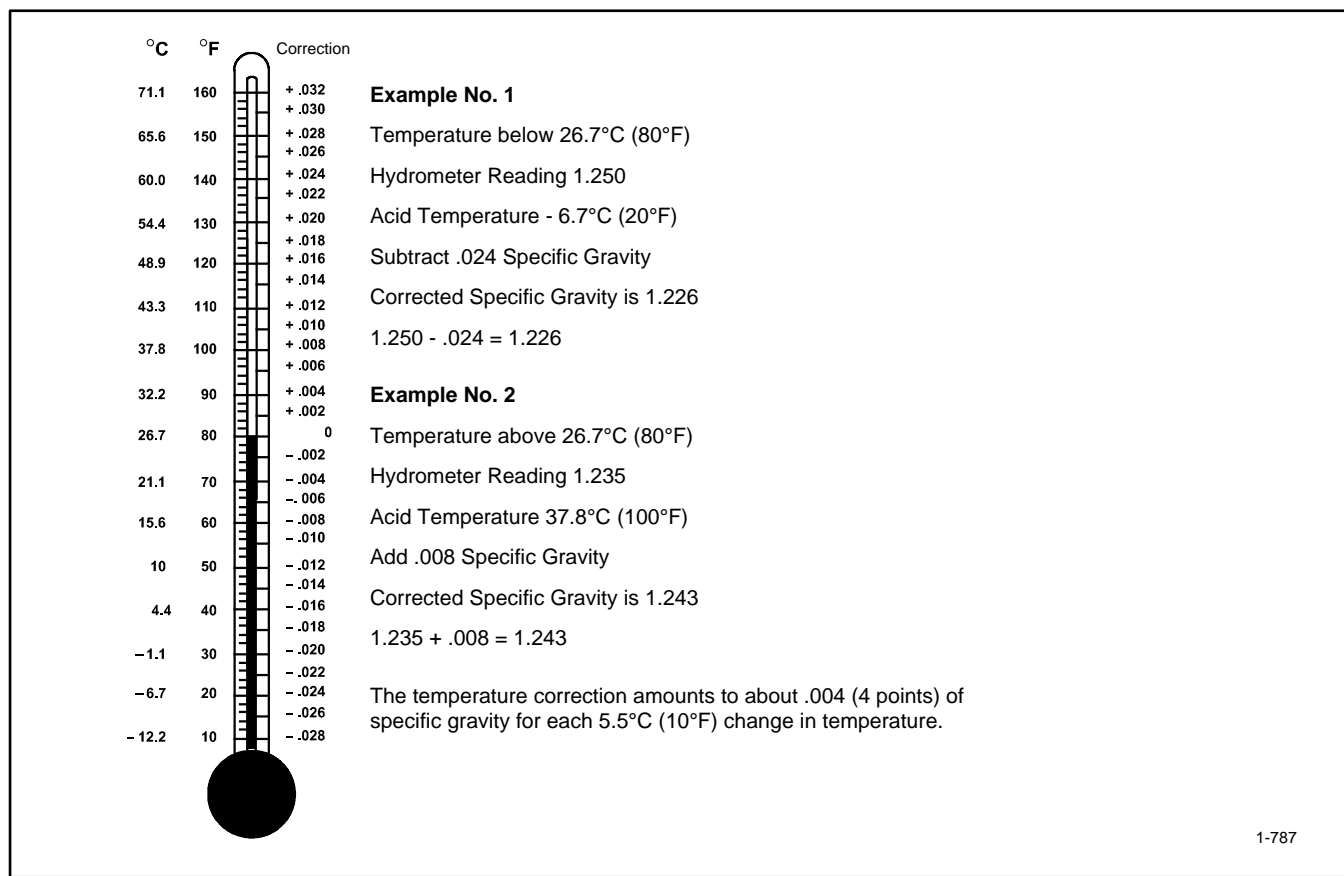 °C °F Correction
71.1 160 + .032
+ .030
65.6 150 + .028
+ .026
60.0 140 + .024
+ .022
54.4 130 + .020
+ .018
48.9 120 + .016
+ .014
43.3 110 + .012
+ .010
37.8 100 + .008
+ .006
32.2 90 + .004
+ .002
26.7 80 0
– .002
21.1 70 – .004
–. 006
15.6 60 – .008
– .010
10 50 – .012
– .014
4.4 40 – .016
– .018
–1.1 30 – .020
– .022
–6.7 20 – .024
– .026
– 12.2 10 – .028
Example No. 1
Temperature below 26.7°C (80°F)
Hydrometer Reading 1.250
Acid Temperature - 6.7°C (20°F)
Subtract .024 Specific Gravity
Corrected Specific Gravity is 1.226
1.250 - .024 = 1.226
Example No. 2
Temperature above 26.7°C (80°F)
Hydrometer Reading 1.235
Acid Temperature 37.8°C (100°F)
Add .008 Specific Gravity
Corrected Specific Gravity is 1.243
1.235 + .008 = 1.243
The temperature correction amounts to about .004 (4 points) of
specific gravity for each 5.5°C (10°F) change in temperature.
1-787